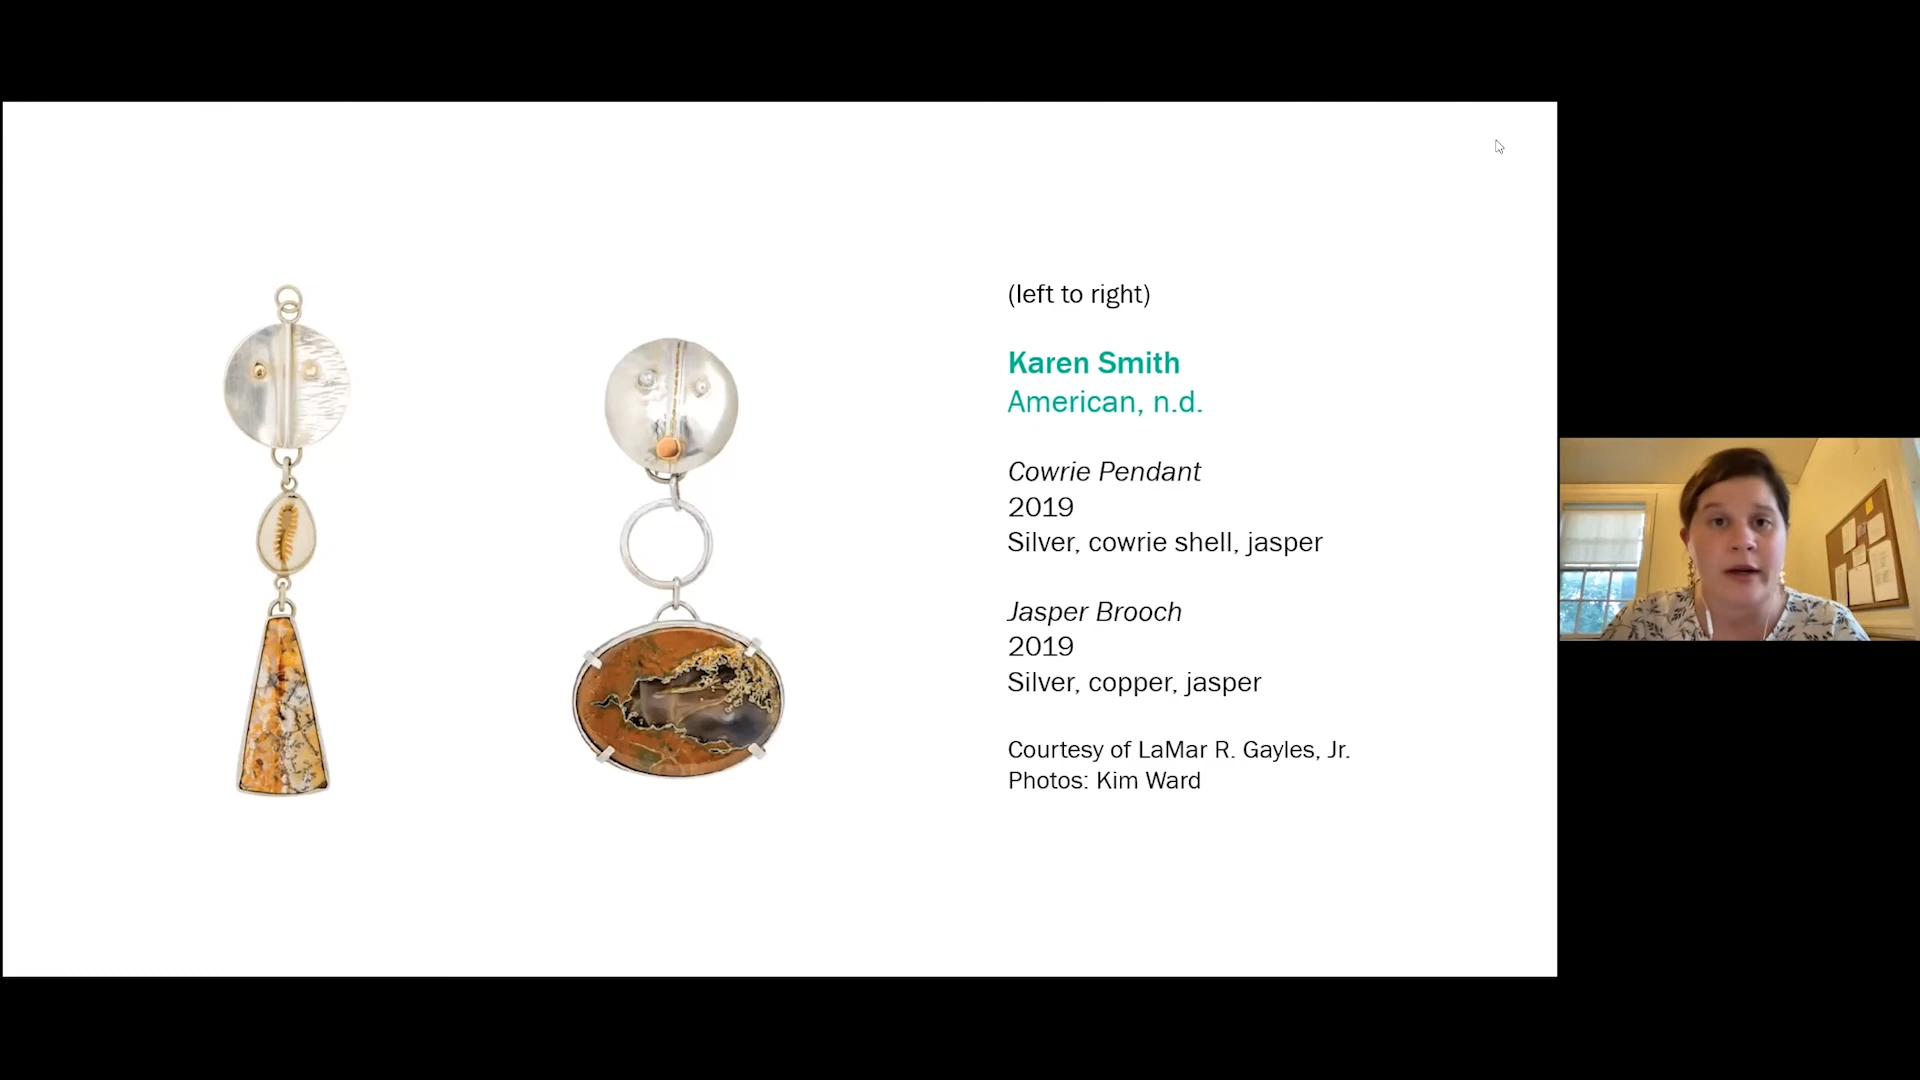 (left to right)
Karen Smith
American, n.d.
Cowrie Pendant
2019
Silver, cowrie shell, jasper
Jasper Brooch
2019
Silver, copper, jasper
Courtesy of LaMar R. Gayles, Jr.
Photos: Kim Ward